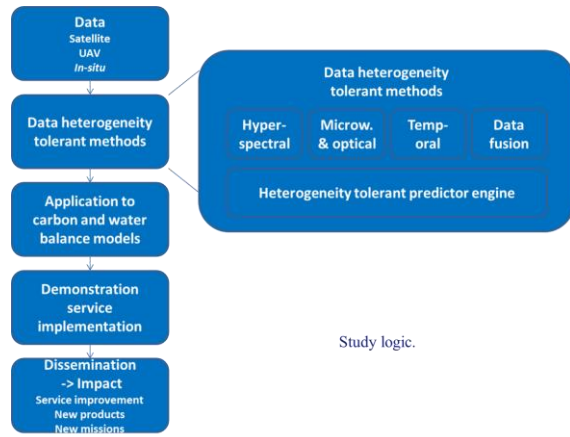 Data
Satellite
UAV
In-situ
Data heterogeneity
tolerant methods
Application to
carbon and water
balance models
Demonstration
service
implementation
Dissemination
-> Impact
Service improvement
New products
New missions
Data heterogeneity
tolerant methods
Hyper-
spectral
Microw.
& optical
Temp-
oral
Data
fusion
Heterogeneity tolerant predictor engine
Study logic.